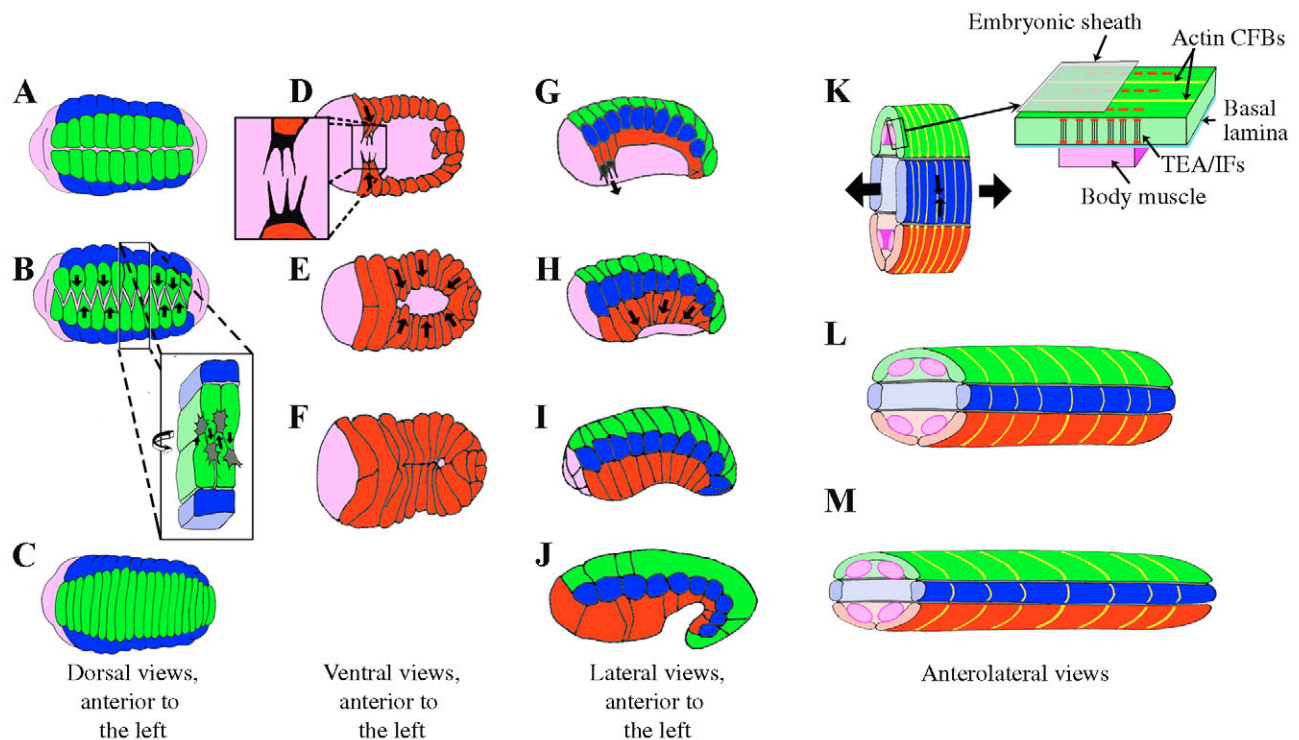 Embryonic sheath
Actin CFBs
A
D
G
K
Basal
lamina
TEA/IFs
Body muscle
B
E
H
L
F
I
M
C
J
Dorsal views,
anterior to
the left
Ventral views,
anterior to
the left
Lateral views,
anterior to
the left
Anterolateral views